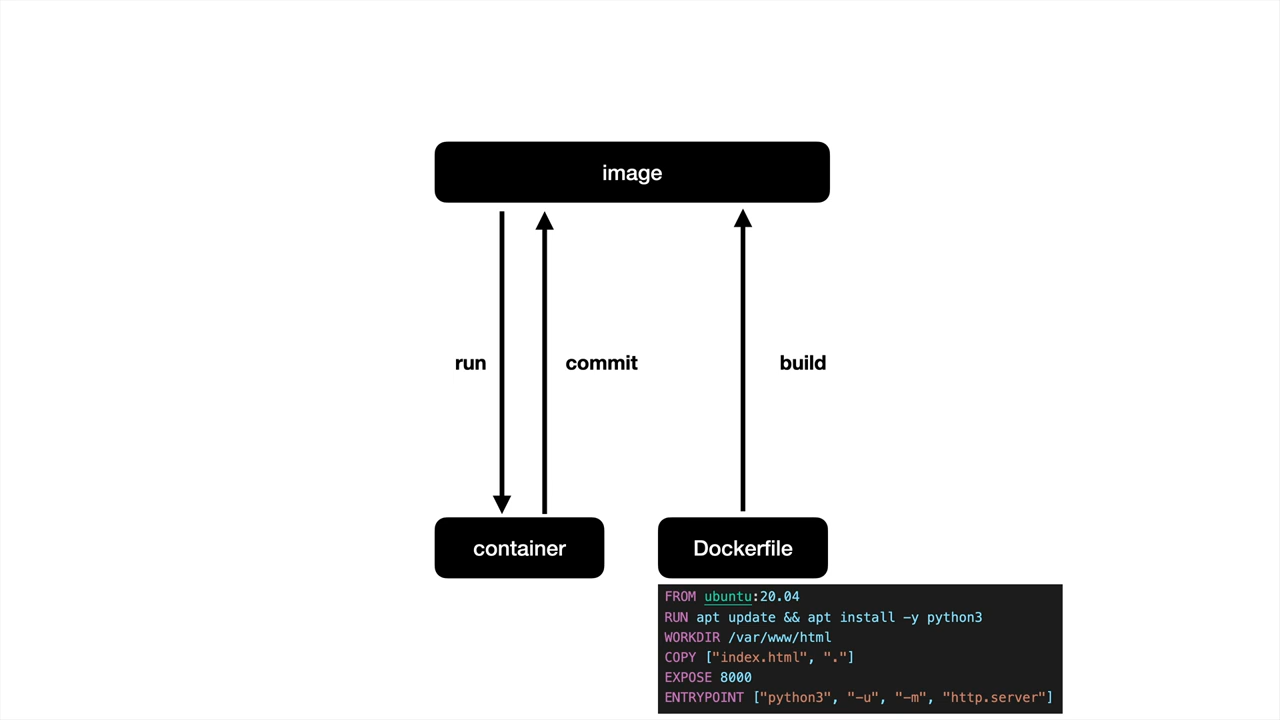 image
run
commit
build
container
Dockerfile
FROM ubuntu:20.04
RUN apt update && apt install -y python3
WORKDIR /var/www/html
COPY ["index.html", "."]
EXPOSE 8000
ENTRYPOINT ["python3", "-u", "-m", "http.server"]